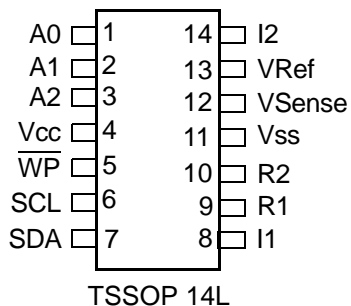 A0 1 14 I2
A1 2 13 VRef
A2 3 12 VSense
Vcc 4 11 Vss
WP 5 10 R2
SCL 6 9 R1
SDA 7 8 I1
TSSOP 14L